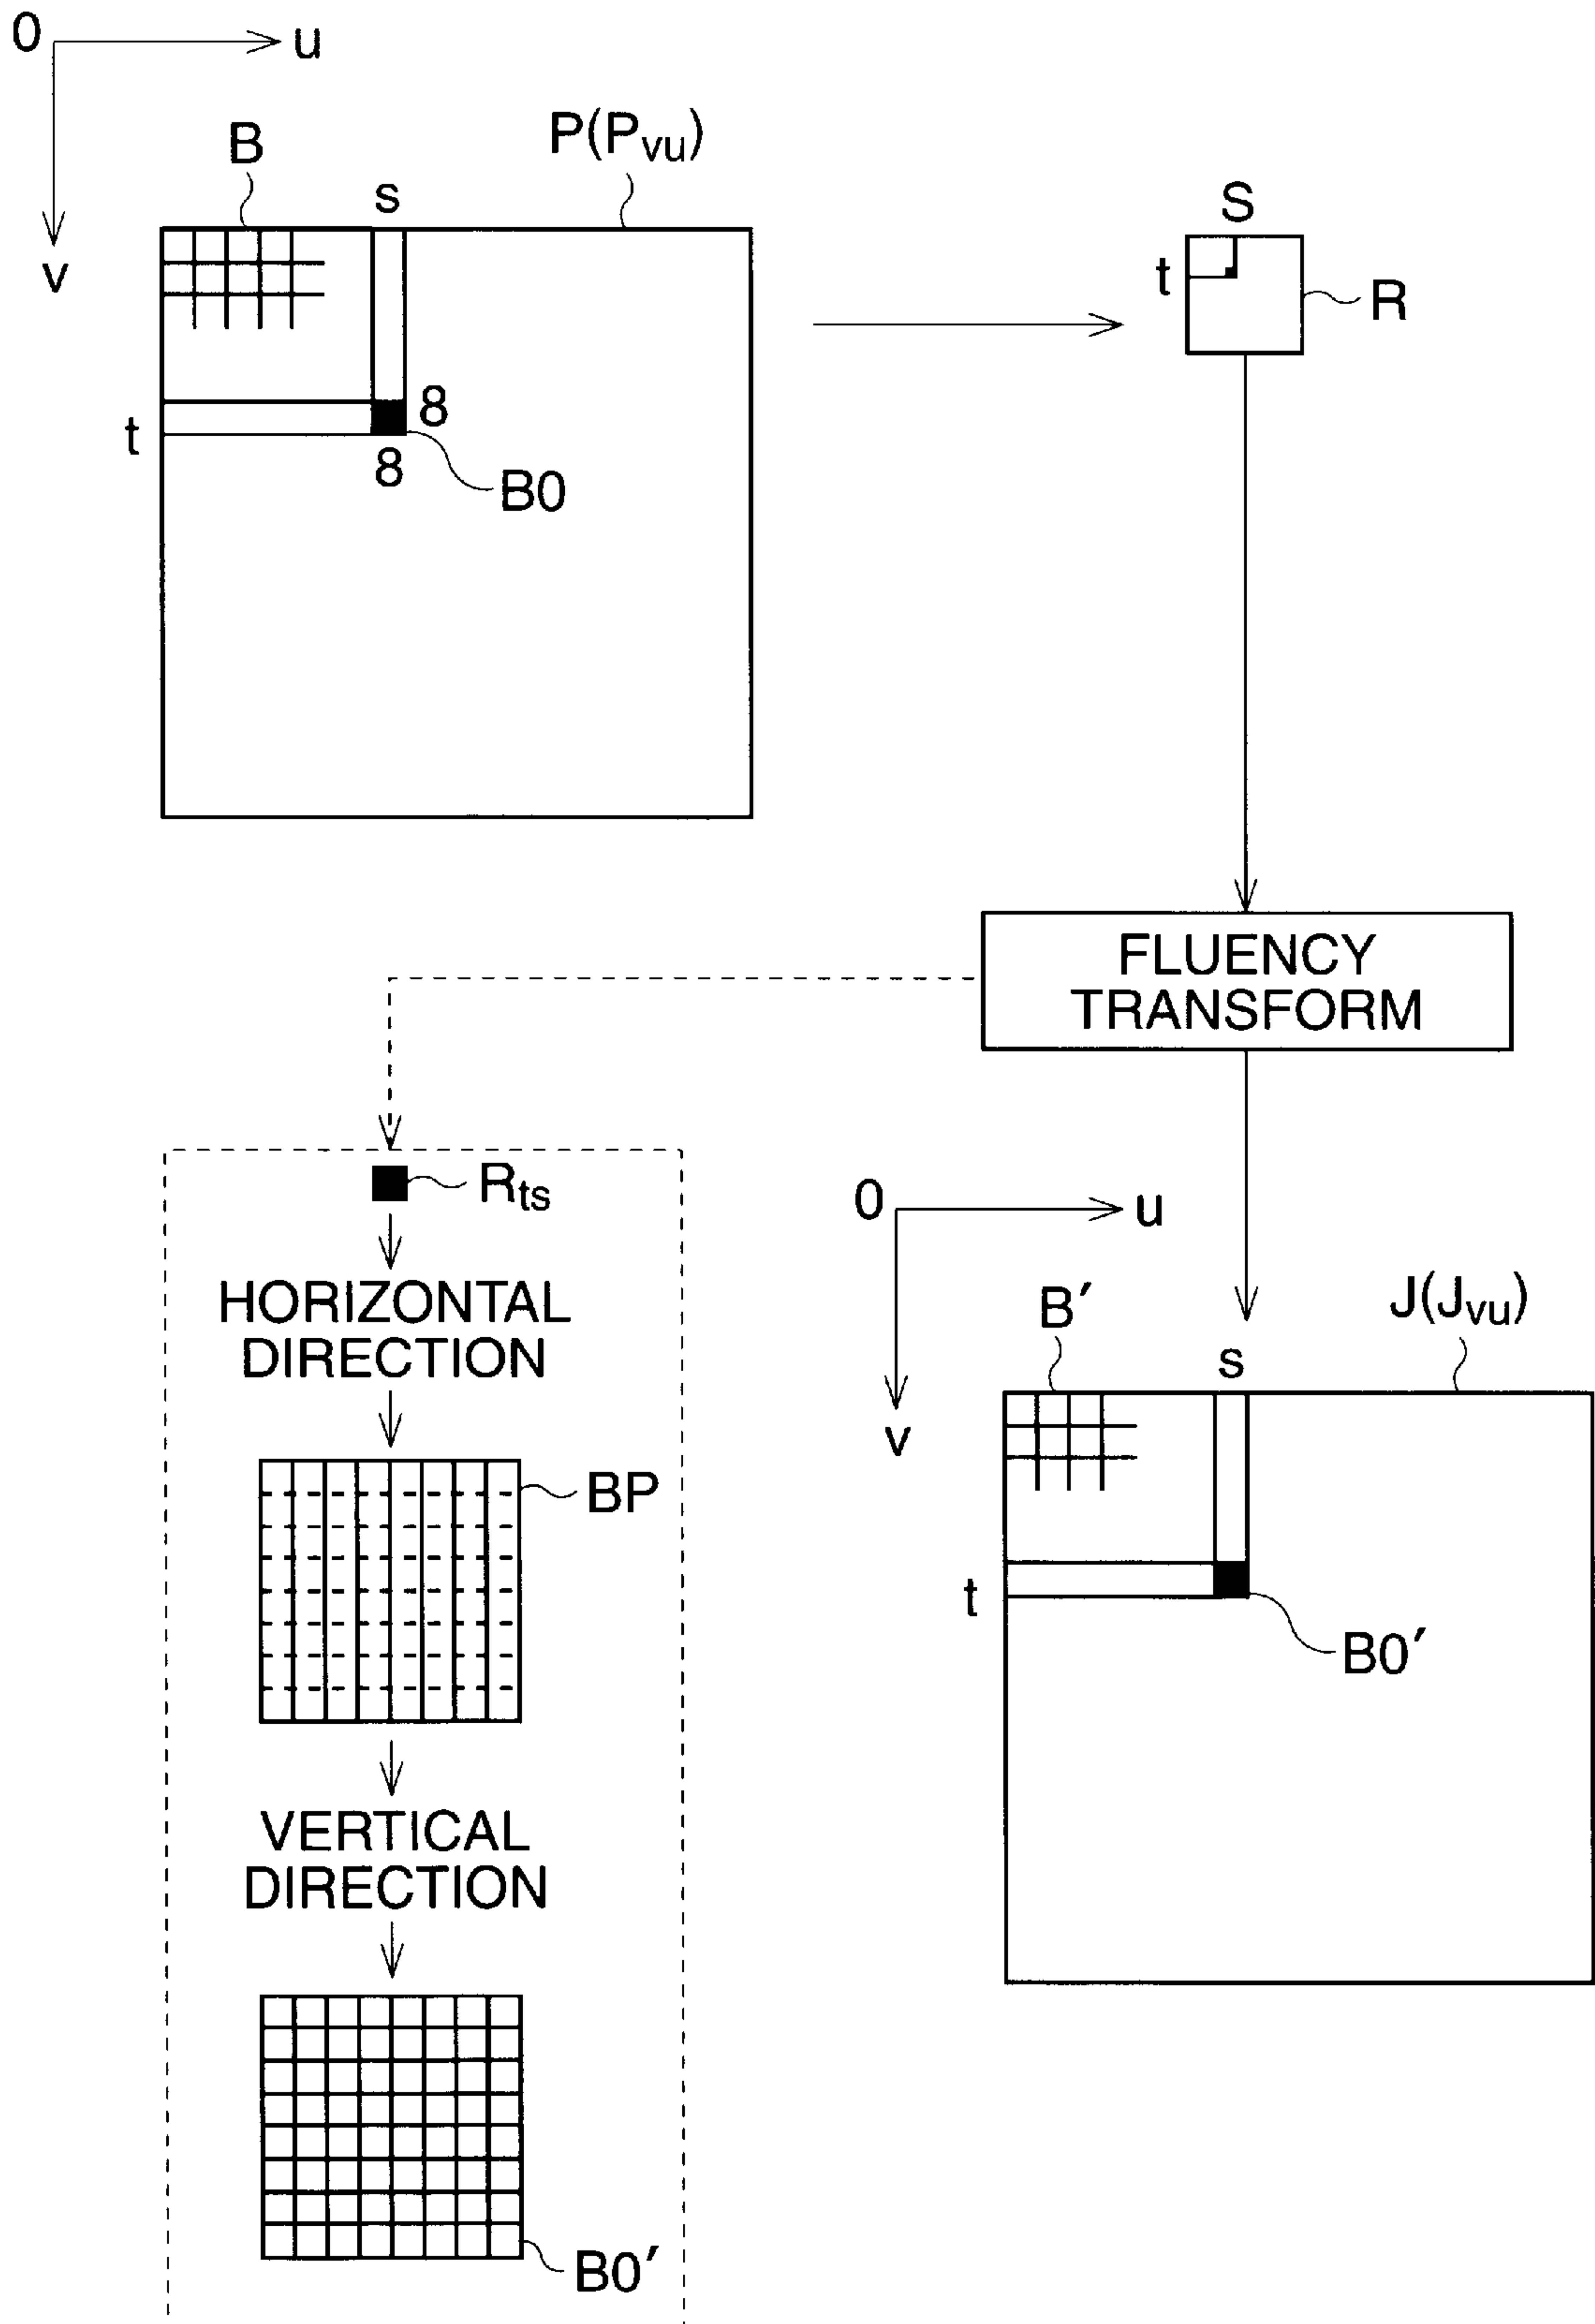 0 u
v
B
s
P(Pvu)
t
8
8
B0
S
t
R
FLUENCY
TRANSFORM
Rts
HORIZONTAL
DIRECTION
BP
VERTICAL
DIRECTION
B0′
0 u
v
B′
s
J(Jvu)
t
B0′